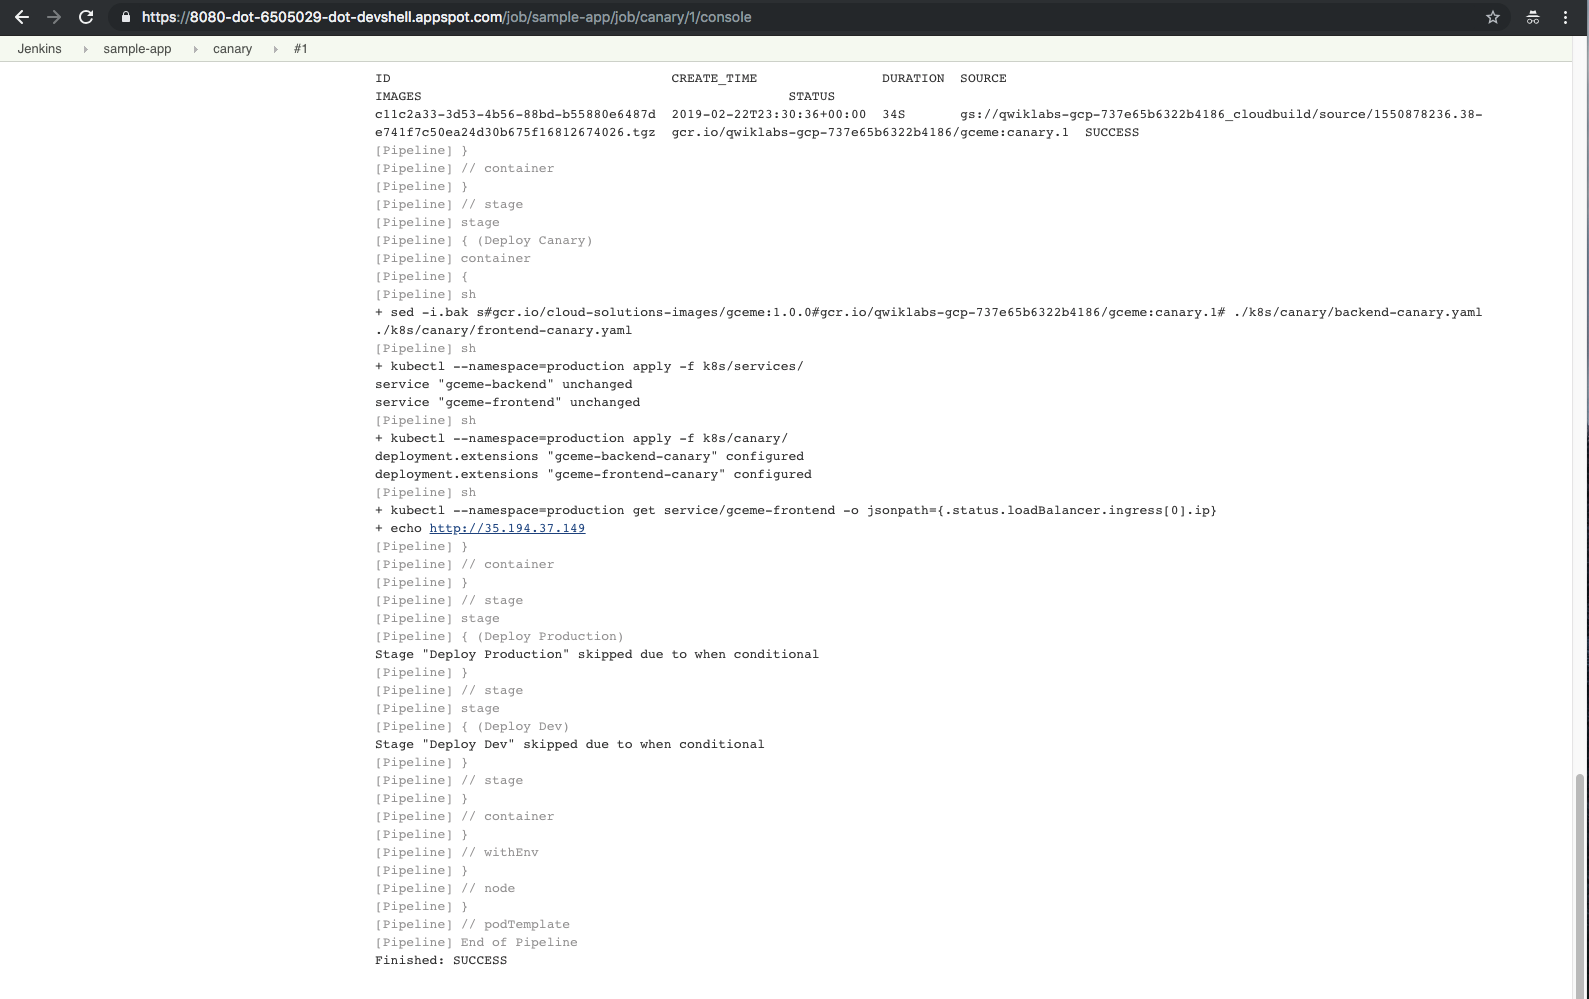 https://8080-dot-6505029-dot-devshell.appspot.com/job/sample-app/job/canary/1/console
Jenkins sample-app canary #1
ID CREATE_TIME DURATION SOURCE
IMAGES STATUS
c11c2a33-3d53-4b56-88bd-b55880e6487d 2019-02-22T23:30:36+00:00 34S gs://qwiklabs-gcp-737e65b6322b4186_cloudbuild/source/1550878236.38-
e741f7c50ea24d30b675f16812674026.tgz gcr.io/qwiklabs-gcp-737e65b6322b4186/gceme:canary.1 SUCCESS
[Pipeline] }
[Pipeline] // container
[Pipeline] }
[Pipeline] // stage
[Pipeline] stage
[Pipeline] { (Deploy Canary)
[Pipeline] container
[Pipeline] {
[Pipeline] sh
+ sed -i.bak s#gcr.io/cloud-solutions-images/gceme:1.0.0#gcr.io/qwiklabs-gcp-737e65b6322b4186/gceme:canary.1# ./k8s/canary/backend-canary.yaml
./k8s/canary/frontend-canary.yaml
[Pipeline] sh
+ kubectl --namespace=production apply -f k8s/services/
service "gceme-backend" unchanged
service "gceme-frontend" unchanged
[Pipeline] sh
+ kubectl --namespace=production apply -f k8s/canary/
deployment.extensions "gceme-backend-canary" configured
deployment.extensions "gceme-frontend-canary" configured
[Pipeline] sh
+ kubectl --namespace=production get service/gceme-frontend -o jsonpath={.status.loadBalancer.ingress[0].ip}
+ echo http://35.194.37.149
[Pipeline] }
[Pipeline] // container
[Pipeline] }
[Pipeline] // stage
[Pipeline] stage
[Pipeline] { (Deploy Production)
Stage "Deploy Production" skipped due to when conditional
[Pipeline] }
[Pipeline] // stage
[Pipeline] stage
[Pipeline] { (Deploy Dev)
Stage "Deploy Dev" skipped due to when conditional
[Pipeline] }
[Pipeline] // stage
[Pipeline] }
[Pipeline] // container
[Pipeline] }
[Pipeline] // withEnv
[Pipeline] }
[Pipeline] // node
[Pipeline] }
[Pipeline] // podTemplate
[Pipeline] End of Pipeline
Finished: SUCCESS